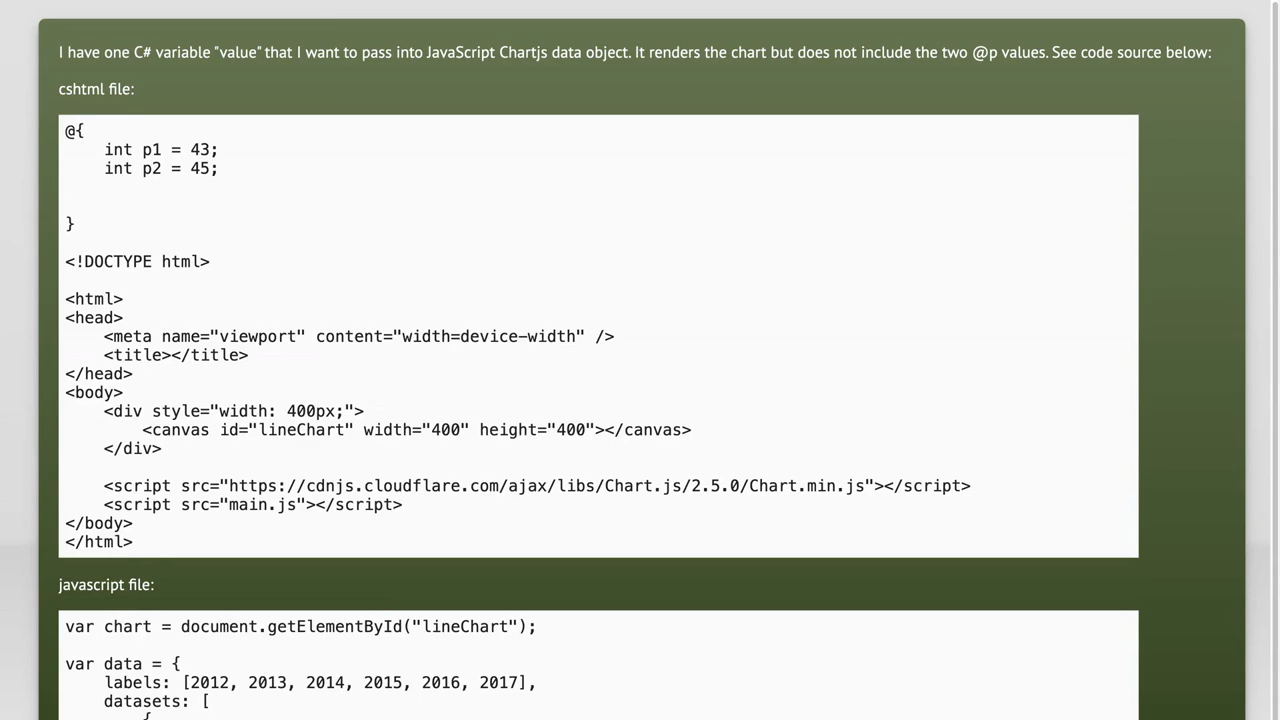 I have one C# variable "value" that I want to pass into JavaScript Chartjs data object. It renders the chart but does not include the two @p values. See code source below:
cshtml file:
@{
    int p1 = 43;
    int p2 = 45;
}
<!DOCTYPE html>
<html>
<head>
    <meta name="viewport" content="width=device-width" />
    <title></title>
</head>
<body>
    <div style="width: 400px;">
        <canvas id="lineChart" width="400" height="400"></canvas>
    </div>
    <script src="https://cdnjs.cloudflare.com/ajax/libs/Chart.js/2.5.0/Chart.min.js"></script>
    <script src="main.js"></script>
</body>
</html>
javascript file:
var chart = document.getElementById("lineChart");
var data = {
    labels: [2012, 2013, 2014, 2015, 2016, 2017],
    datasets: [
        {